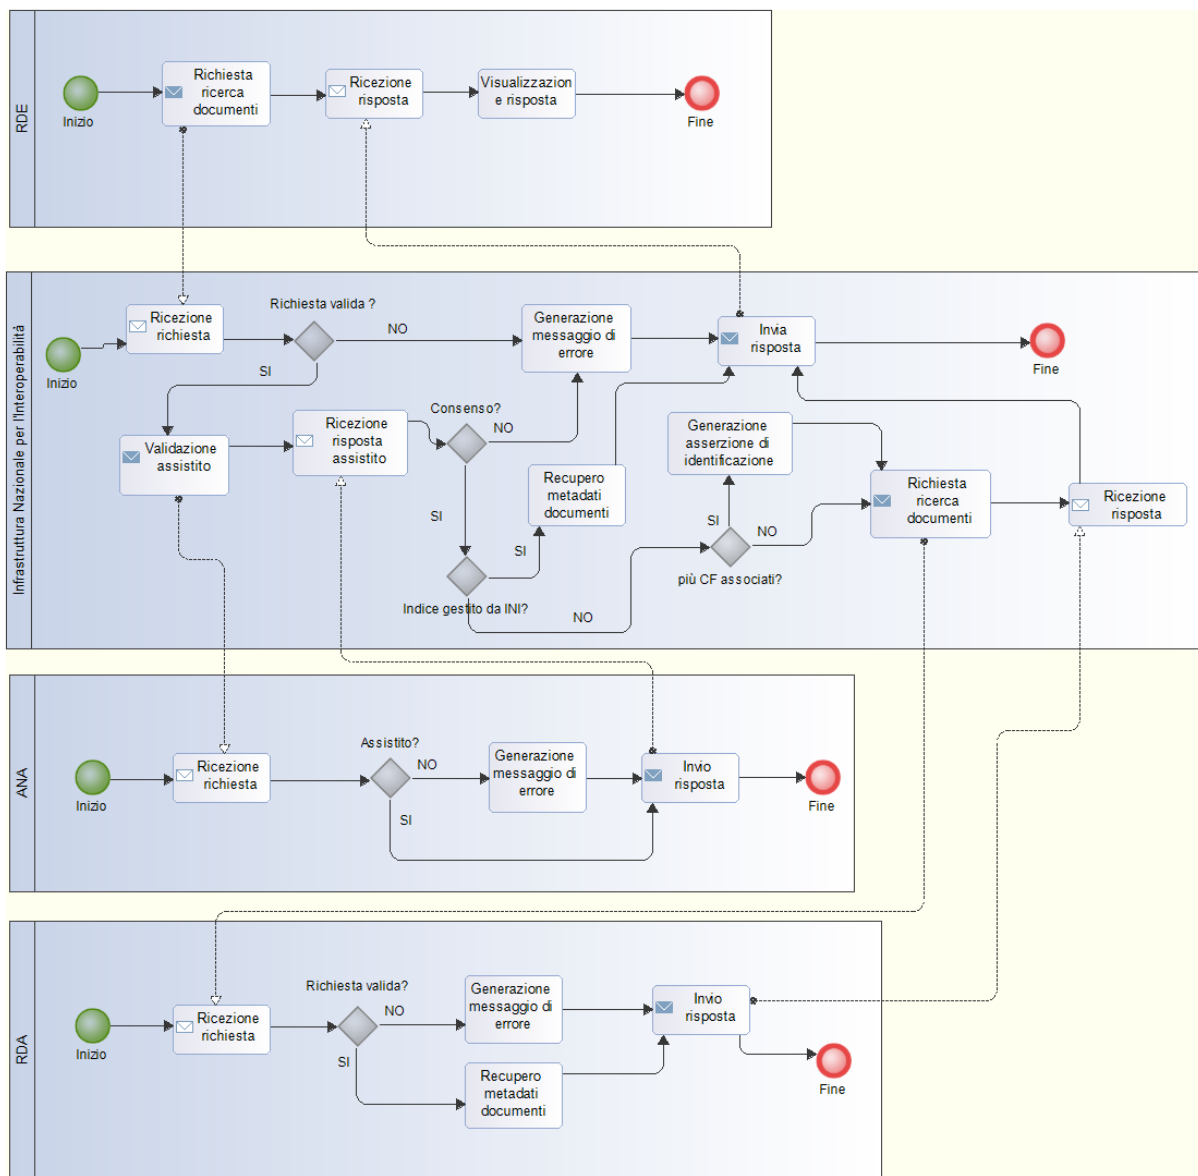 RDE
Inizio
Richiesta
ricerca
documenti
Ricezione
risposta
Visualizzazion
e risposta
Fine
Infrastruttura Nazionale per l'Interoperabilità
Inizio
Ricezione
richiesta
Richiesta valida ?
NO
SI
Generazione
messaggio di
errore
Invia
risposta
Fine
Validazione
assistito
Ricezione
risposta
assistito
Consenso?
NO
SI
Recupero
metadati
documenti
SI
Indice gestito da INI?
NO
Generazione
asserzione di
identificazione
SI
NO
più CF associati?
Richiesta
ricerca
documenti
Ricezione
risposta
ANA
Inizio
Ricezione
richiesta
Assistito?
NO
SI
Generazione
messaggio di
errore
Invio
risposta
Fine
RDA
Inizio
Ricezione
richiesta
Richiesta valida?
NO
SI
Generazione
messaggio di
errore
Recupero
metadati
documenti
Invio
risposta
Fine